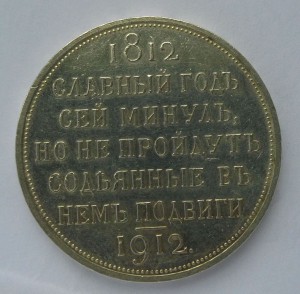 1812
СЛАВНЫЙ ГОДЪ
СЕЙ МИНУЛЪ,
НО НЕ ПРОЙДУТЪ
СОДѢЯННЫЕ ВЪ
НЕМЪ ПОДВИГИ
1912.